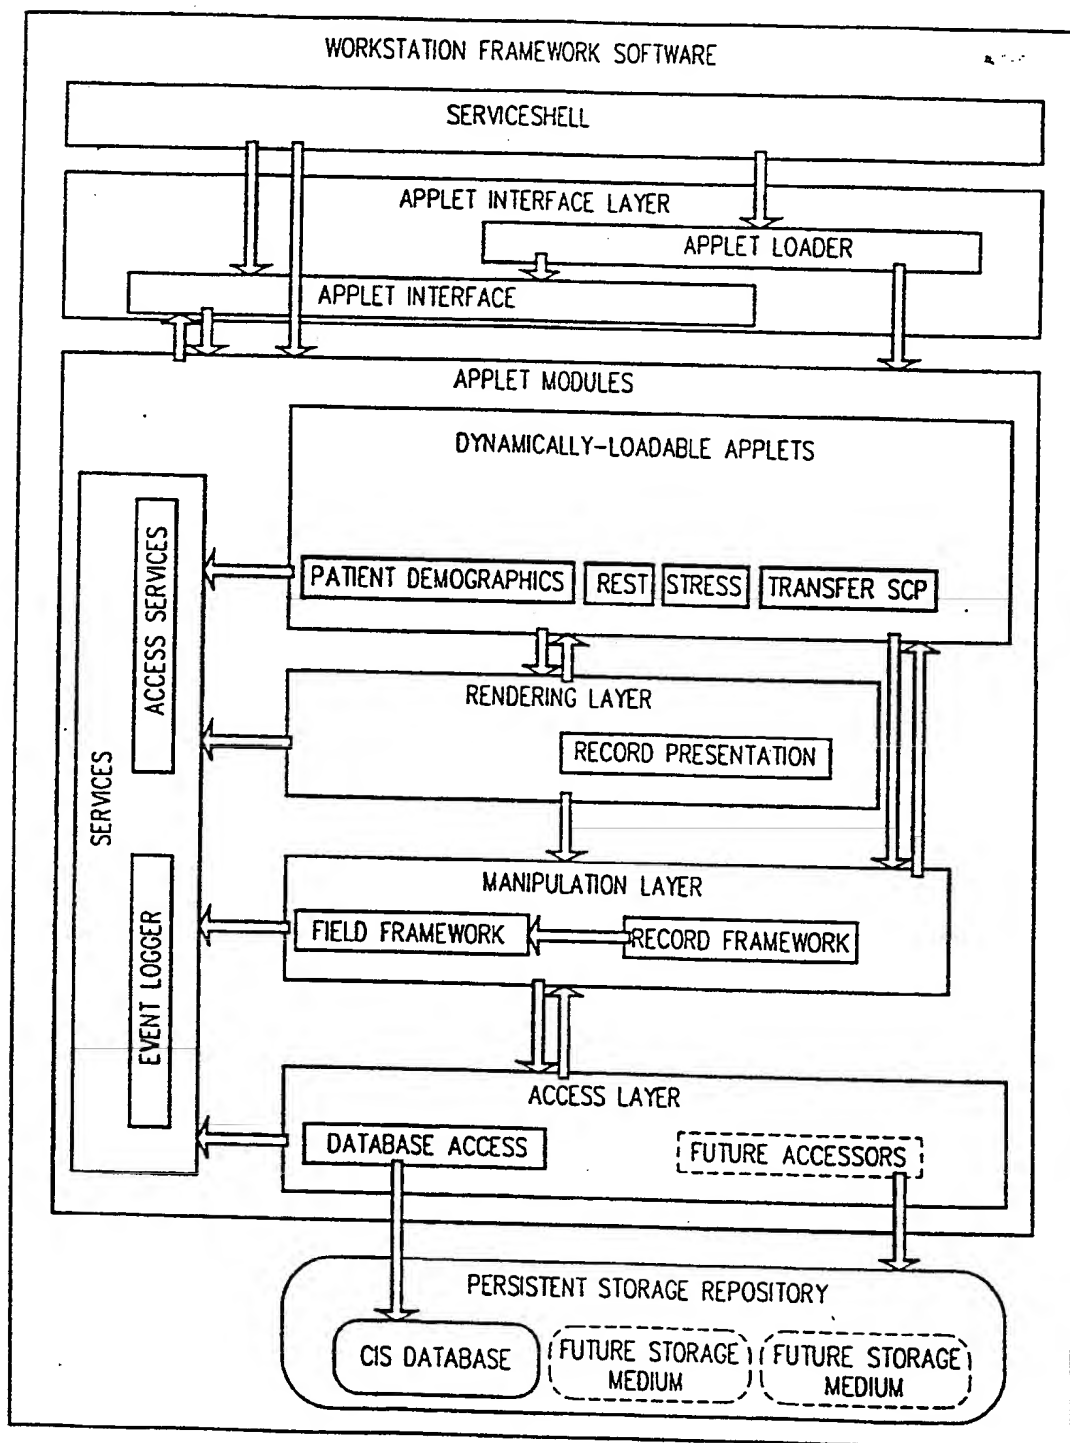 WORKSTATION FRAMEWORK SOFTWARE
SERVICESHELL
APPLET INTERFACE LAYER
APPLET LOADER
APPLET INTERFACE
APPLET MODULES
DYNAMICALLY-LOADABLE APPLETS
PATIENT DEMOGRAPHICS
REST
STRESS
TRANSFER SCP
SERVICES
ACCESS SERVICES
EVENT LOGGER
RENDERING LAYER
RECORD PRESENTATION
MANIPULATION LAYER
FIELD FRAMEWORK
RECORD FRAMEWORK
ACCESS LAYER
DATABASE ACCESS
FUTURE ACCESSORS
PERSISTENT STORAGE REPOSITORY
CIS DATABASE
FUTURE STORAGE
MEDIUM
FUTURE STORAGE
MEDIUM